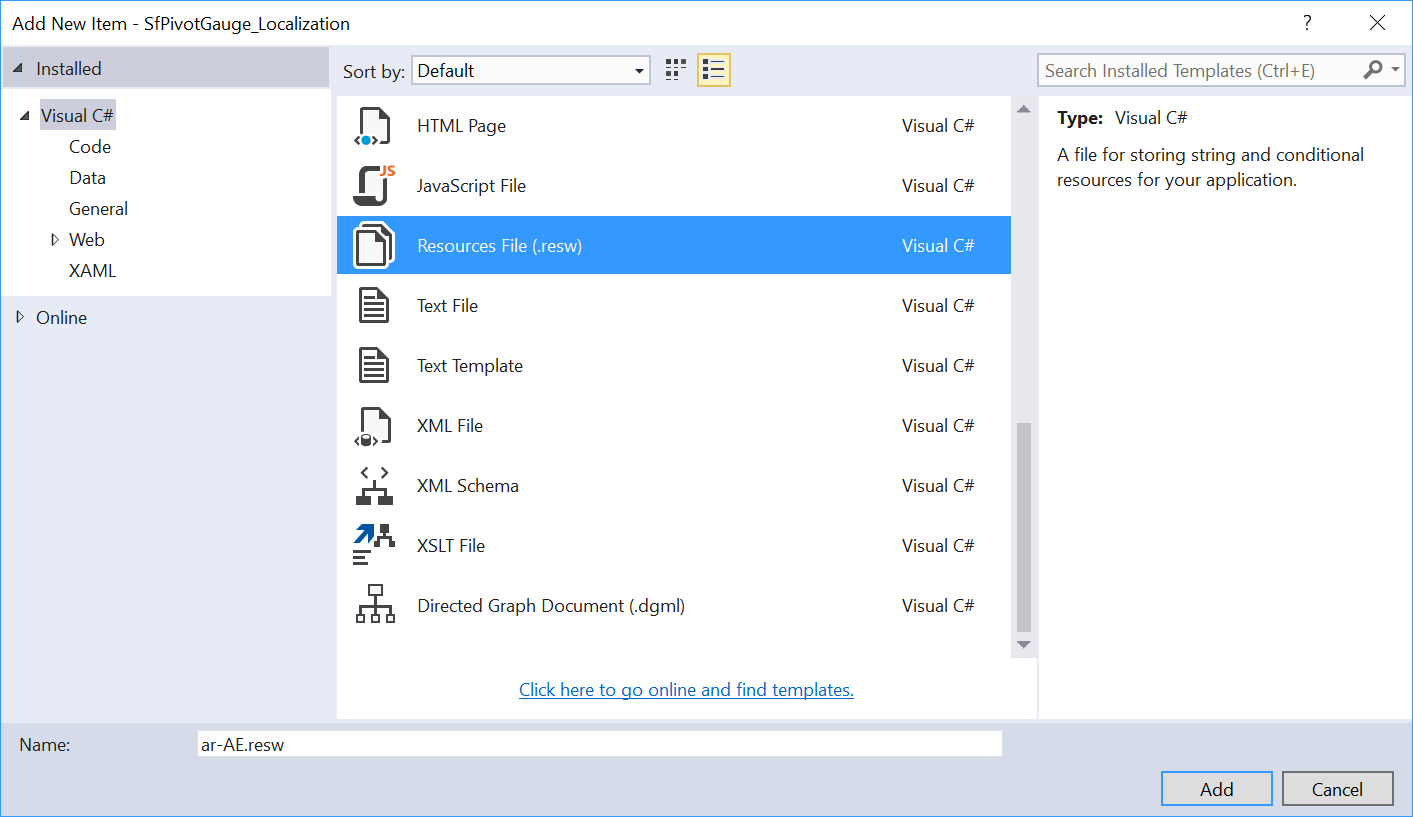 Add New Item - SfPivotGauge_Localization
?
Installed
Sort by: Default
Search Installed Templates (Ctrl+E)
Visual C#
Code
Data
General
Web
XAML
Online
HTML Page Visual C#
JS
JavaScript File Visual C#
Resources File (.resw) Visual C#
Text File Visual C#
Text Template Visual C#
XML File Visual C#
XML Schema Visual C#
XSLT File Visual C#
Directed Graph Document (.dgml) Visual C#
Click here to go online and find templates.
Type: Visual C#
A file for storing string and conditional
resources for your application.
Name: ar-AE.resw
Add Cancel